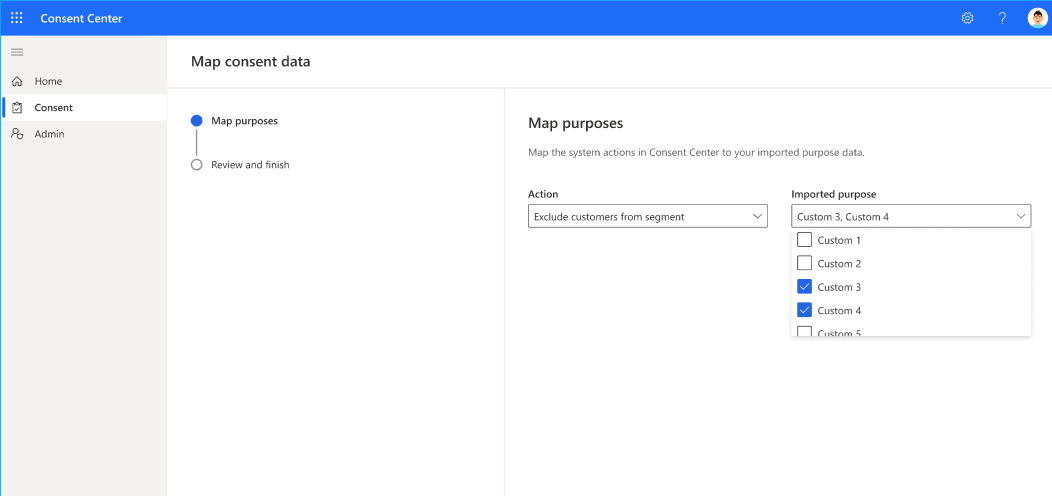 Consent Center
?
Home
Consent
Admin
Map consent data
Map purposes
Review and finish
Map purposes
Map the system actions in Consent Center to your imported purpose data.
Action
Exclude customers from segment
Imported purpose
Custom 3, Custom 4
Custom 1
Custom 2
Custom 3
Custom 4
Custom 5